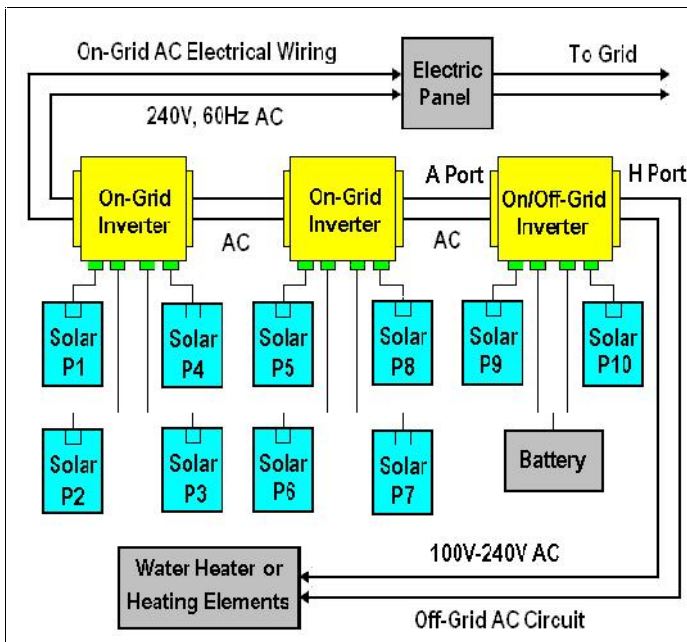 On-Grid AC Electrical Wiring
To Grid
Electric
Panel
240V, 60Hz AC
A Port
H Port
On-Grid
Inverter
On-Grid
Inverter
On/Off-Grid
Inverter
AC
AC
Solar
P1
Solar
P4
Solar
P5
Solar
P8
Solar
P9
Solar
P10
Solar
P2
Solar
P3
Solar
P6
Solar
P7
Battery
100V-240V AC
Water Heater or
Heating Elements
Off-Grid AC Circuit